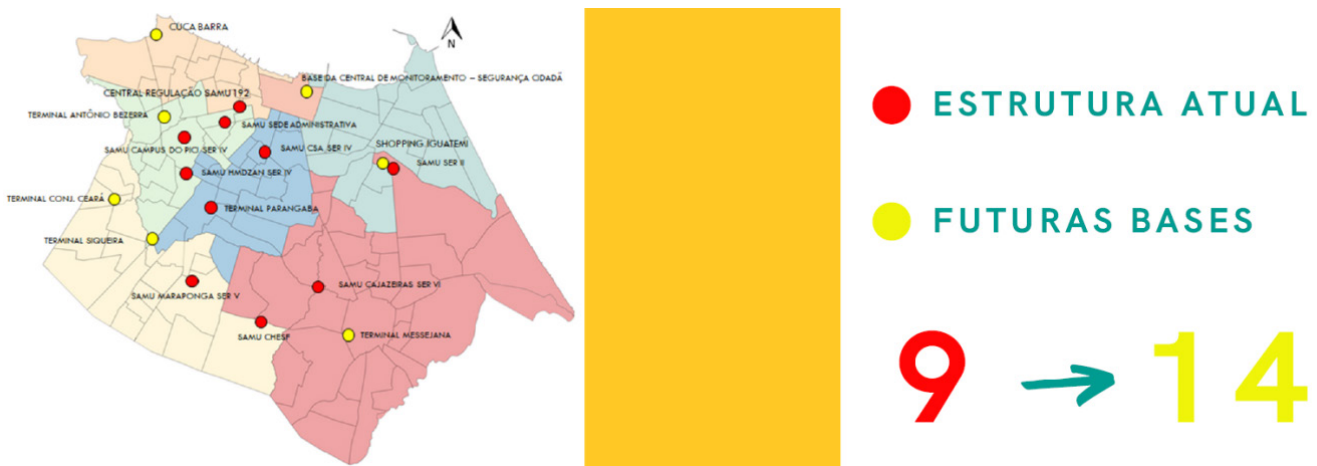 CUCA BARRA
N
BASE DA CENTRAL DE MONITORAMENTO – SEGURANÇA CIDADÃ
CENTRAL REGULAÇÃO SAMU192
TERMINAL ANTÔNIO BEZERRA
SAMU SEDE ADMINISTRATIVA
SAMU CAMPUS DO PICI SER IV
SAMU CSA SER IV
SHOPPING IGUATEMI
SAMU SER II
SAMU HMDZAN SER IV
TERMINAL CONJ. CEARÁ
TERMINAL PARANGABA
TERMINAL SIQUEIRA
SAMU MARAPONGA SER V
SAMU CAJAZEIRAS SER VI
SAMU CHESF
TERMINAL MESSEJANA
ESTRUTURA ATUAL
FUTURAS BASES
9 → 14